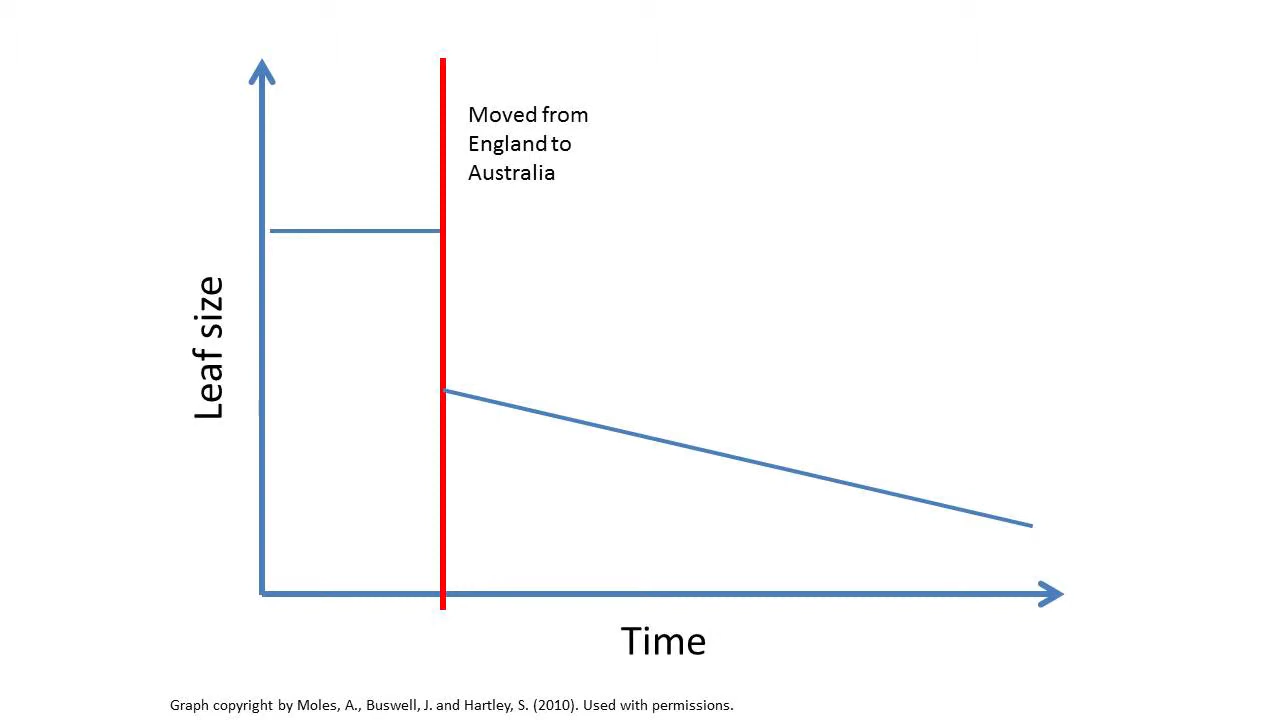 Moved from
England to
Australia
Leaf size
Time
Graph copyright by Moles, A., Buswell, J. and Hartley, S. (2010). Used with permissions.